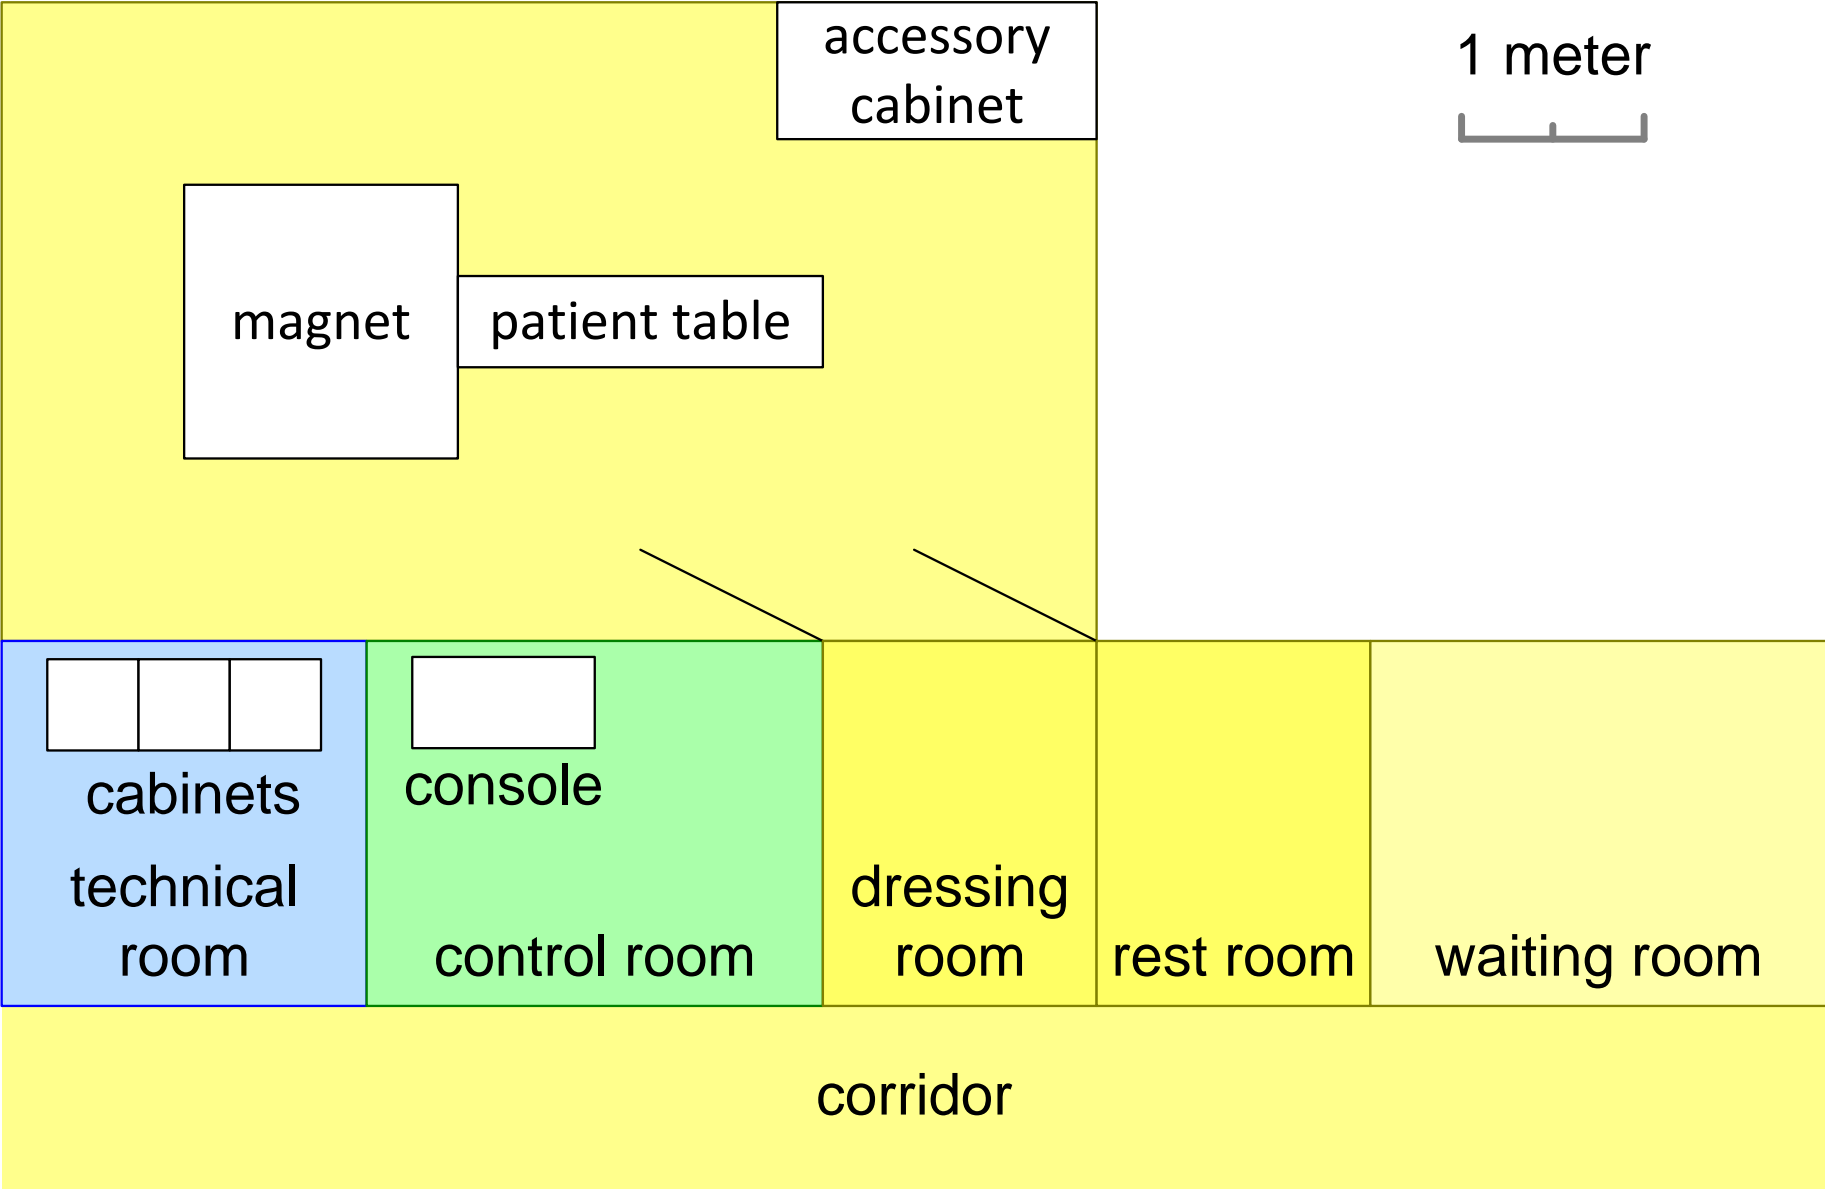 accessory
cabinet
1 meter
magnet
patient table
cabinets
console
technical
room
control room
dressing
room
rest room
waiting room
corridor